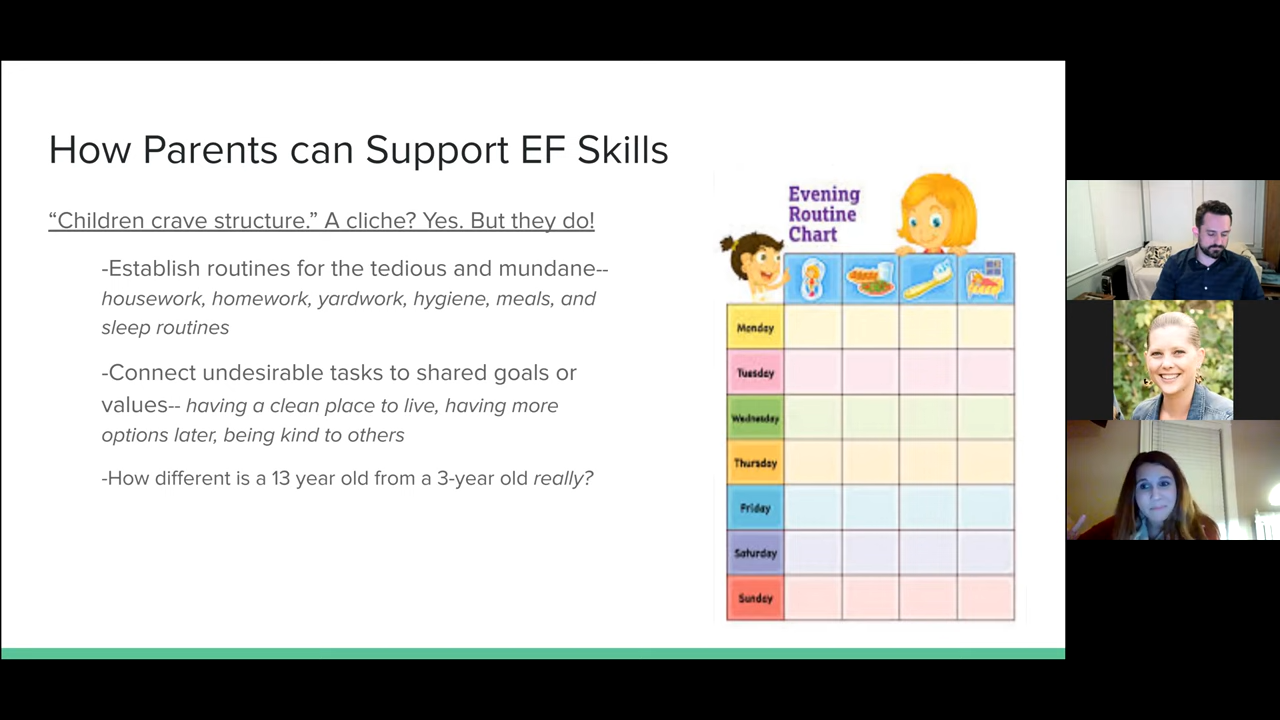 How Parents can Support EF Skills
“Children crave structure.” A cliche? Yes. But they do!
-Establish routines for the tedious and mundane--
housework, homework, yardwork, hygiene, meals, and
sleep routines
-Connect undesirable tasks to shared goals or
values-- having a clean place to live, having more
options later, being kind to others
-How different is a 13 year old from a 3-year old really?
Evening
Routine
Chart
Monday
Tuesday
Wednesday
Thursday
Friday
Saturday
Sunday